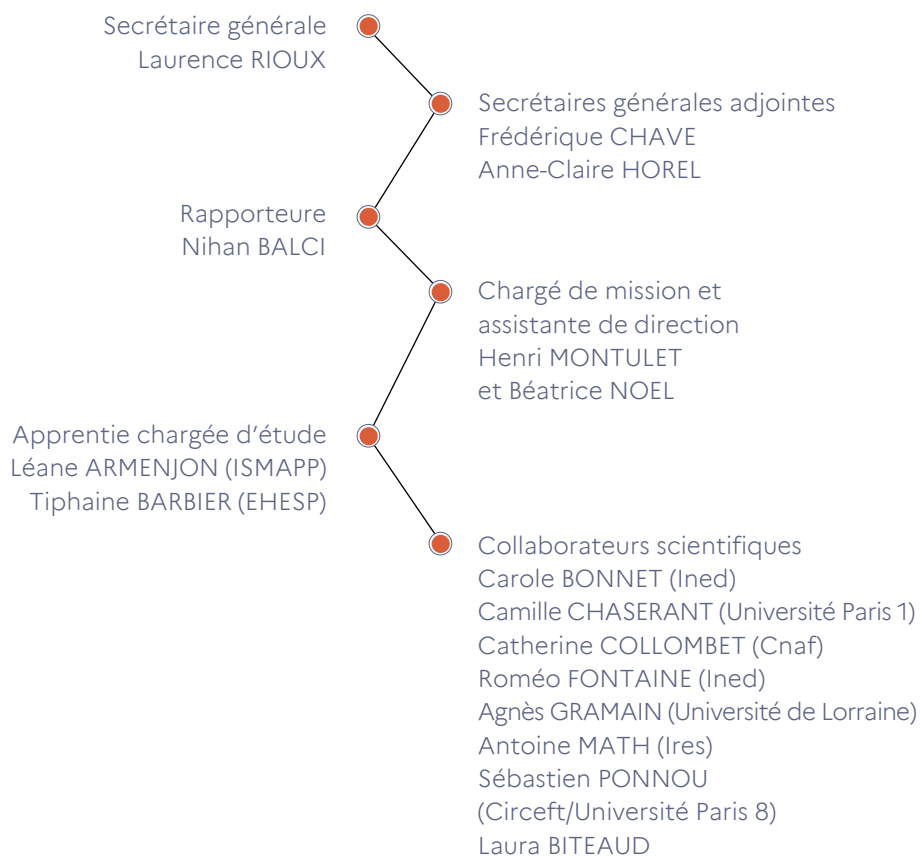 Secrétaire générale
Laurence RIOUX
Secrétaires générales adjointes
Frédérique CHAVE
Anne-Claire HOREL
Rapporteure
Nihan BALCI
Chargé de mission et
assistante de direction
Henri MONTULET
et Béatrice NOEL
Apprentie chargée d’étude
Léane ARMENJON (ISMAPP)
Tiphaine BARBIER (EHESP)
Collaborateurs scientifiques
Carole BONNET (Ined)
Camille CHASERANT (Université Paris 1)
Catherine COLLOMBET (Cnaf)
Roméo FONTAINE (Ined)
Agnès GRAMAIN (Université de Lorraine)
Antoine MATH (Ires)
Sébastien PONNOU
(Circeft/Université Paris 8)
Laura BITEAUD